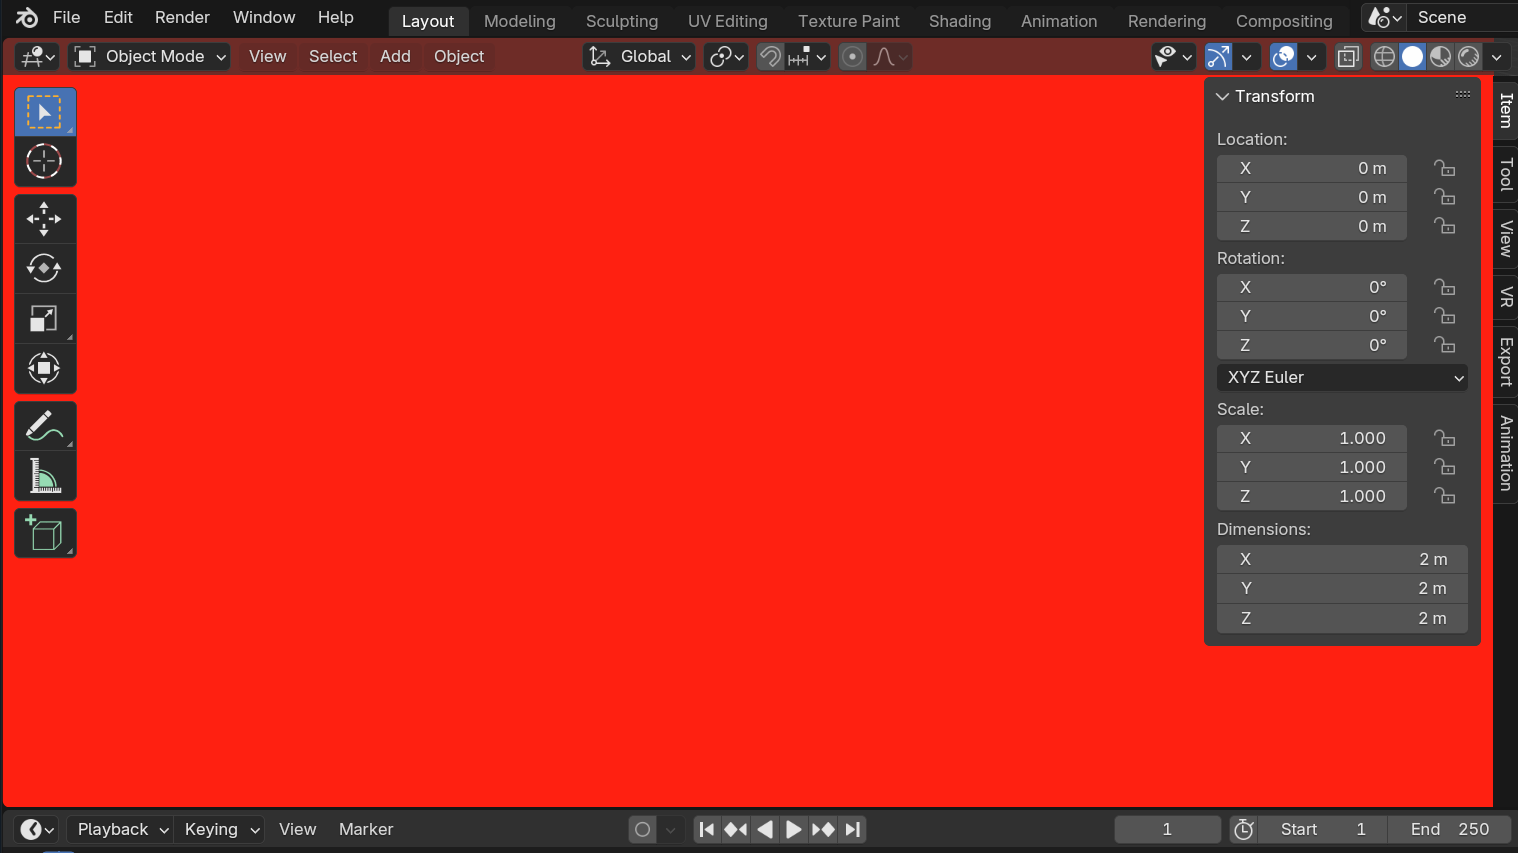 File Edit Render Window Help Layout Modeling Sculpting UV Editing Texture Paint Shading Animation Rendering Compositing Scene
Object Mode View Select Add Object Global
Transform
Location:
X 0 m
Y 0 m
Z 0 m
Rotation:
X 0°
Y 0°
Z 0°
XYZ Euler
Scale:
X 1.000
Y 1.000
Z 1.000
Dimensions:
X 2 m
Y 2 m
Z 2 m
Item
Tool
View
VR
Export
Animation
Playback Keying View Marker 1 Start 1 End 250